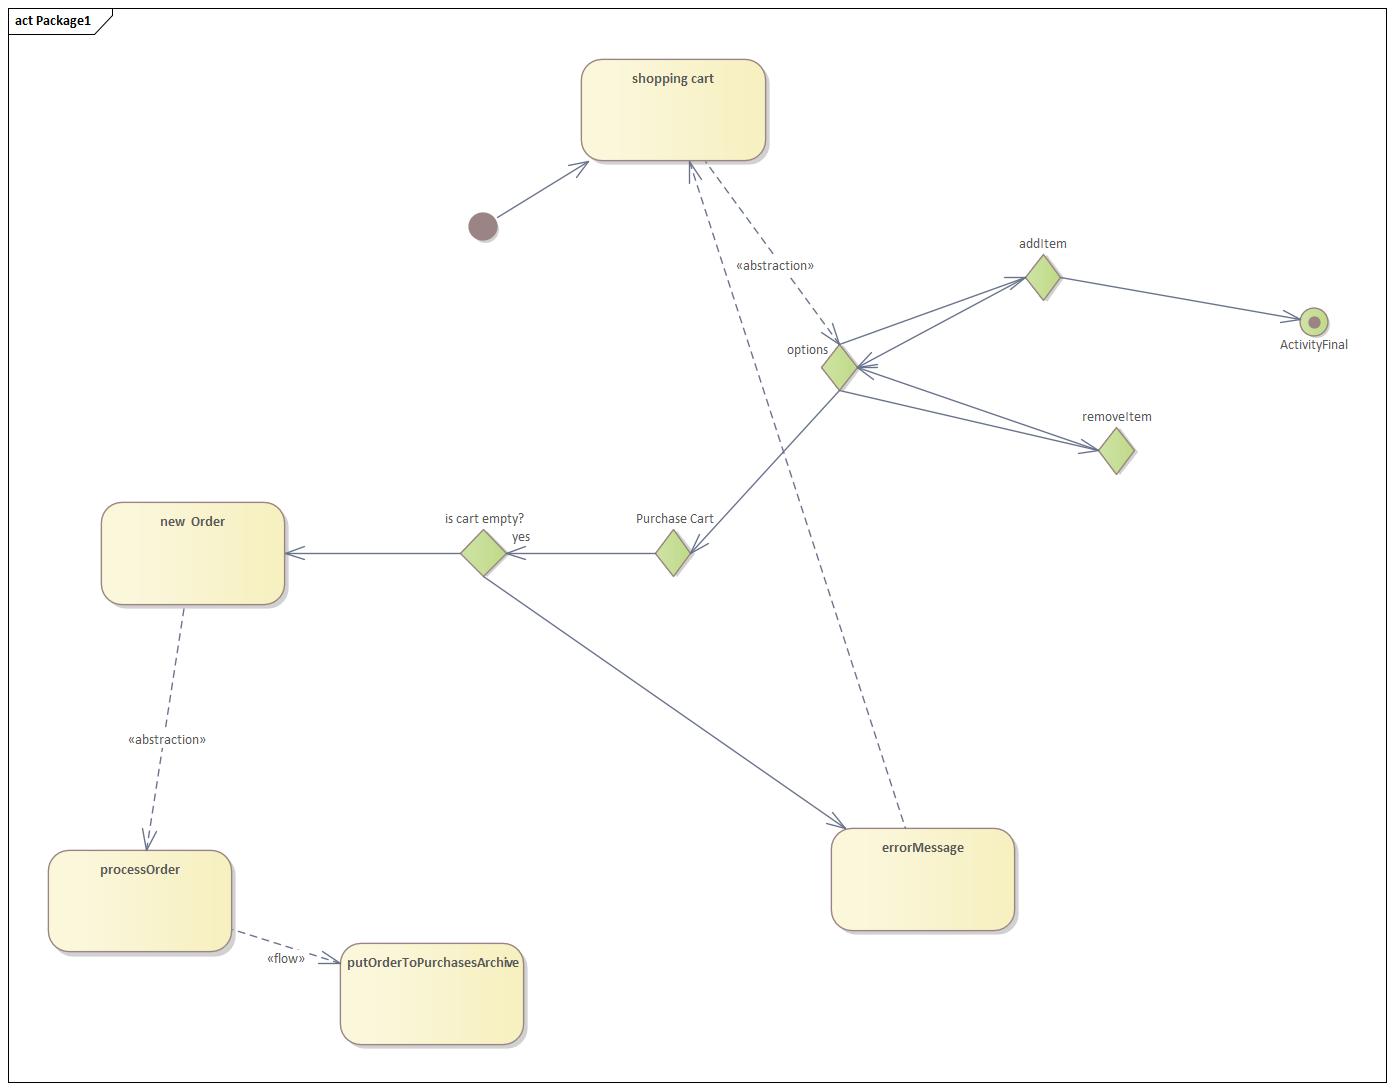 act Package1
shopping cart
«abstraction»
addItem
options
ActivityFinal
removeItem
new  Order
is cart empty?
yes
Purchase Cart
«abstraction»
processOrder
errorMessage
«flow»
putOrderToPurchasesArchive